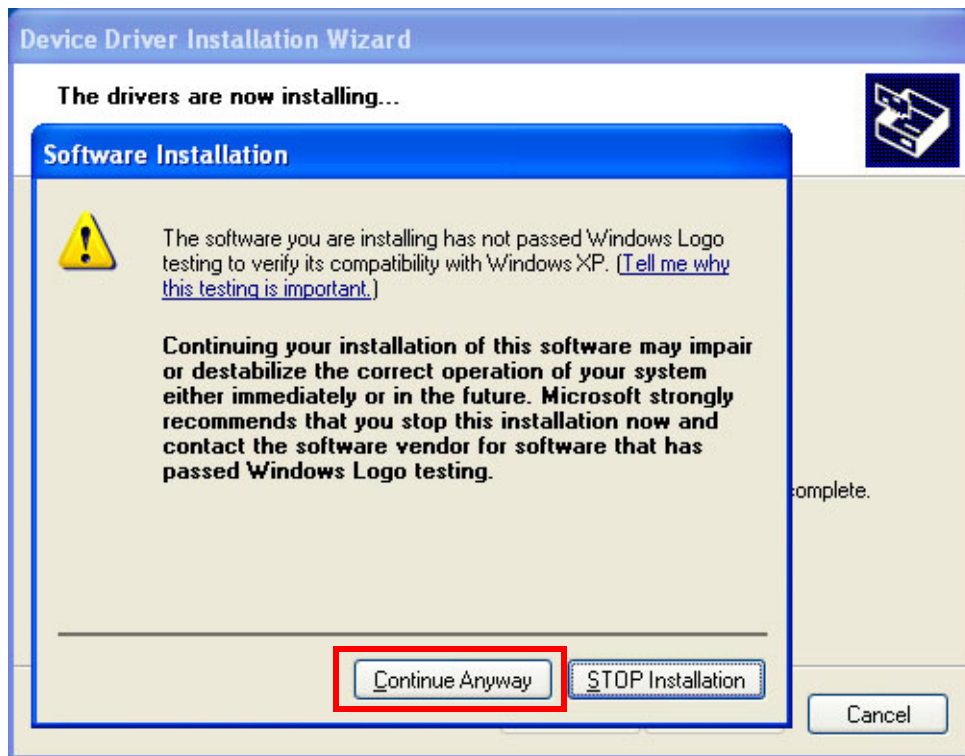 Device Driver Installation Wizard
The drivers are now installing...
Software Installation
The software you are installing has not passed Windows Logo
testing to verify its compatibility with Windows XP. (Tell me why
this testing is important.)
Continuing your installation of this software may impair
or destabilize the correct operation of your system
either immediately or in the future. Microsoft strongly
recommends that you stop this installation now and
contact the software vendor for software that has
passed Windows Logo testing.
complete.
Continue Anyway
STOP Installation
Cancel